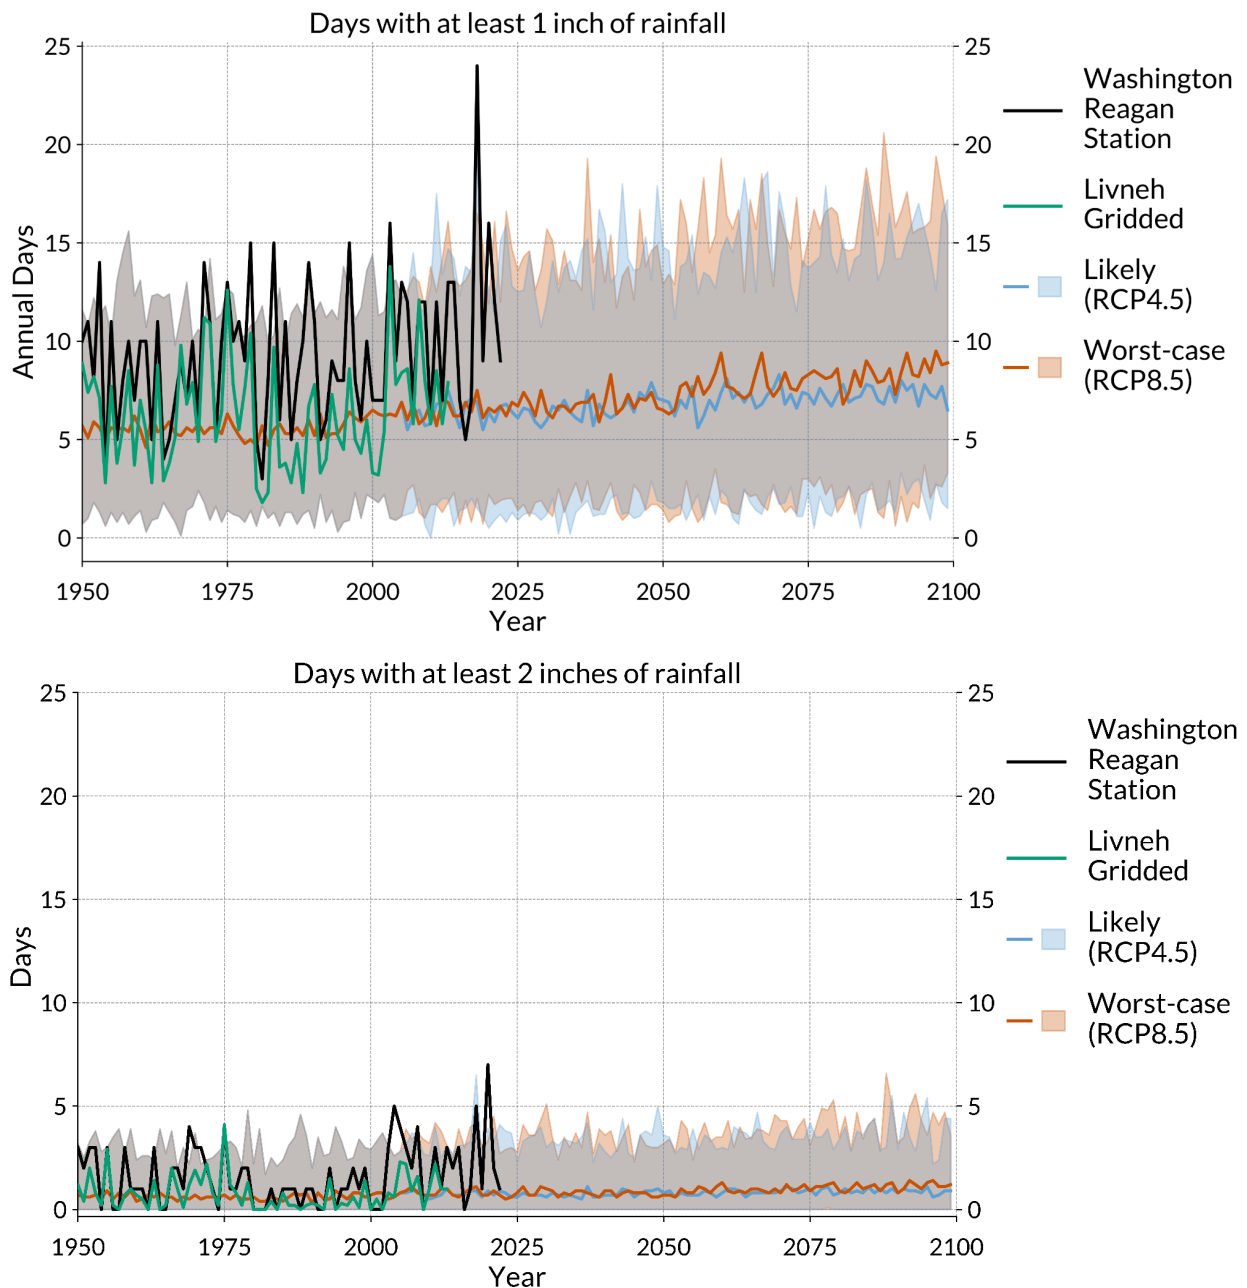 Days with at least 1 inch of rainfall
25
20
15
10
5
0
25
20
15
10
5
0
Annual Days
1950
1975
2000
2025
2050
2075
2100
Year
Washington
Reagan
Station
Livneh
Gridded
Likely
(RCP4.5)
Worst-case
(RCP8.5)
Days with at least 2 inches of rainfall
25
20
15
10
5
0
25
20
15
10
5
0
Days
1950
1975
2000
2025
2050
2075
2100
Year
Washington
Reagan
Station
Livneh
Gridded
Likely
(RCP4.5)
Worst-case
(RCP8.5)